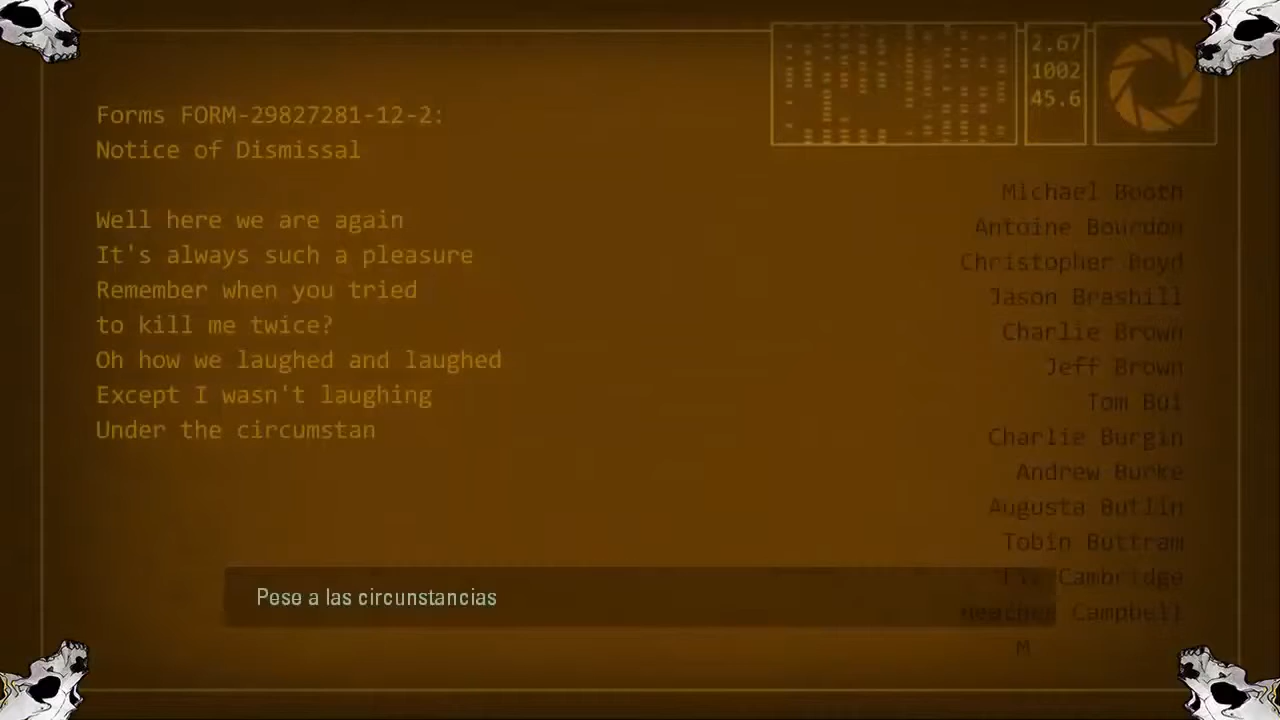 2.67
1002
45.6
Forms FORM-29827281-12-2:
Notice of Dismissal
Well here we are again
It's always such a pleasure
Remember when you tried
to kill me twice?
Oh how we laughed and laughed
Except I wasn't laughing
Under the circumstan
Michael Booth
Antoine Bourdon
Christopher Boyd
Jason Brashill
Charlie Brown
Jeff Brown
Tom Bui
Charlie Burgin
Andrew Burke
Augusta Butlin
Tobin Buttram
Cambridge
Campbell
M
Pese a las circunstancias